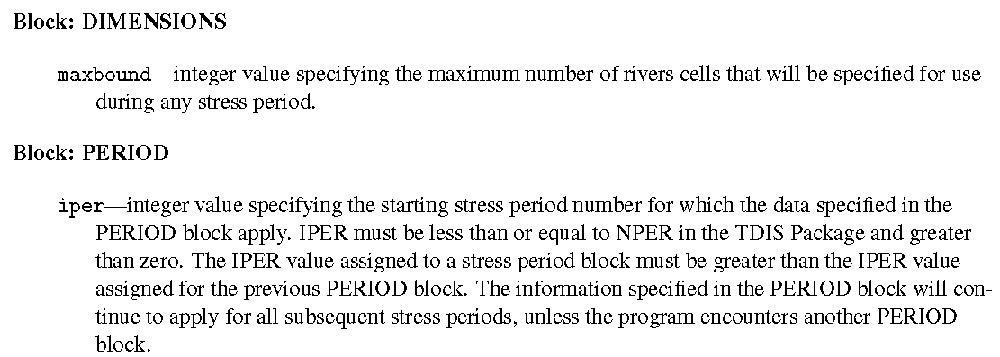 Block: DIMENSIONS
maxbound—integer value specifying the maximum number of rivers cells that will be specified for use
during any stress period.
Block: PERIOD
iper—integer value specifying the starting stress period number for which the data specified in the
PERIOD block apply. IPER must be less than or equal to NPER in the TDIS Package and greater
than zero. The IPER value assigned to a stress period block must be greater than the IPER value
assigned for the previous PERIOD block. The information specified in the PERIOD block will con-
tinue to apply for all subsequent stress periods, unless the program encounters another PERIOD
block.